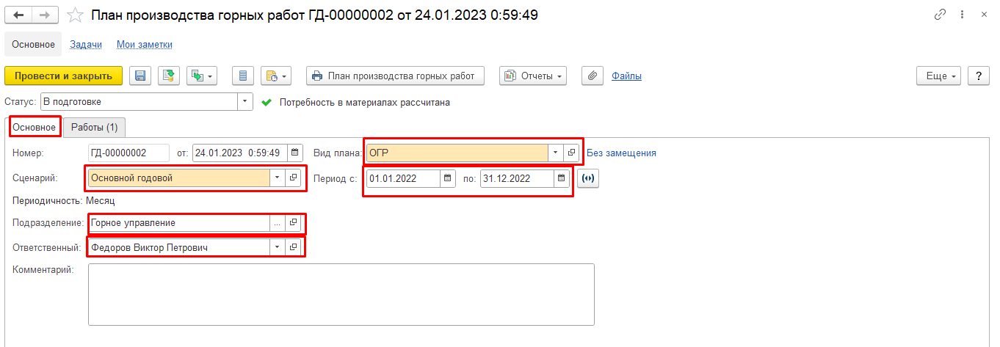 План производства горных работ ГД-00000002 от 24.01.2023 0:59:49
Основное Задачи Мои заметки
Провести и закрыть План производства горных работ Отчеты Файлы Еще ?
Статус: В подготовке Потребность в материалах рассчитана
Основное Работы (1)
Номер: ГД-00000002 от: 24.01.2023 0:59:49 Вид плана: ОГР Без замещения
Сценарий: Основной годовой Период с: 01.01.2022 по: 31.12.2022
Периодичность: Месяц
Подразделение: Горное управление ...
Ответственный: Федоров Виктор Петрович
Комментарий: